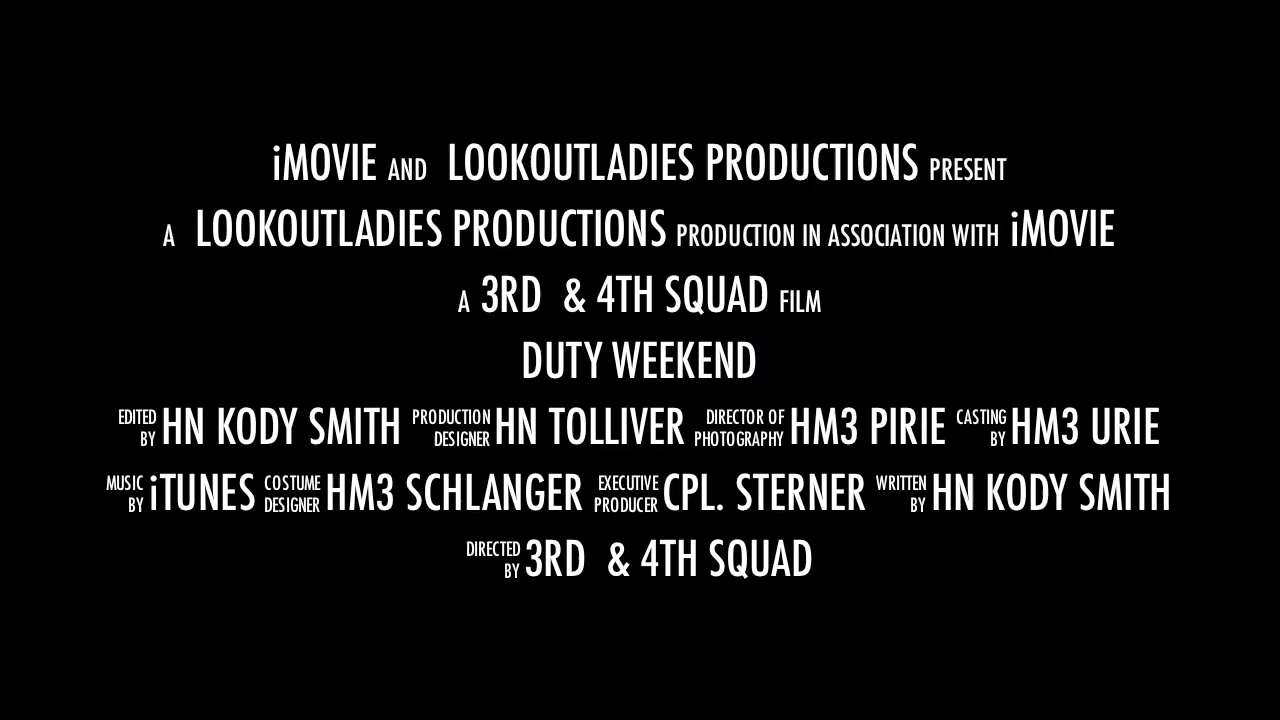 iMOVIE AND LOOKOUTLADIES PRODUCTIONS PRESENT
A LOOKOUTLADIES PRODUCTIONS PRODUCTION IN ASSOCIATION WITH iMOVIE
A 3RD & 4TH SQUAD FILM
DUTY WEEKEND
EDITED BY HN KODY SMITH PRODUCTION DESIGNER HN TOLLIVER DIRECTOR OF PHOTOGRAPHY HM3 PIRIE CASTING BY HM3 URIE
MUSIC BY iTUNES COSTUME DESIGNER HM3 SCHLANGER EXECUTIVE PRODUCER CPL. STERNER WRITTEN BY HN KODY SMITH
DIRECTED BY 3RD & 4TH SQUAD